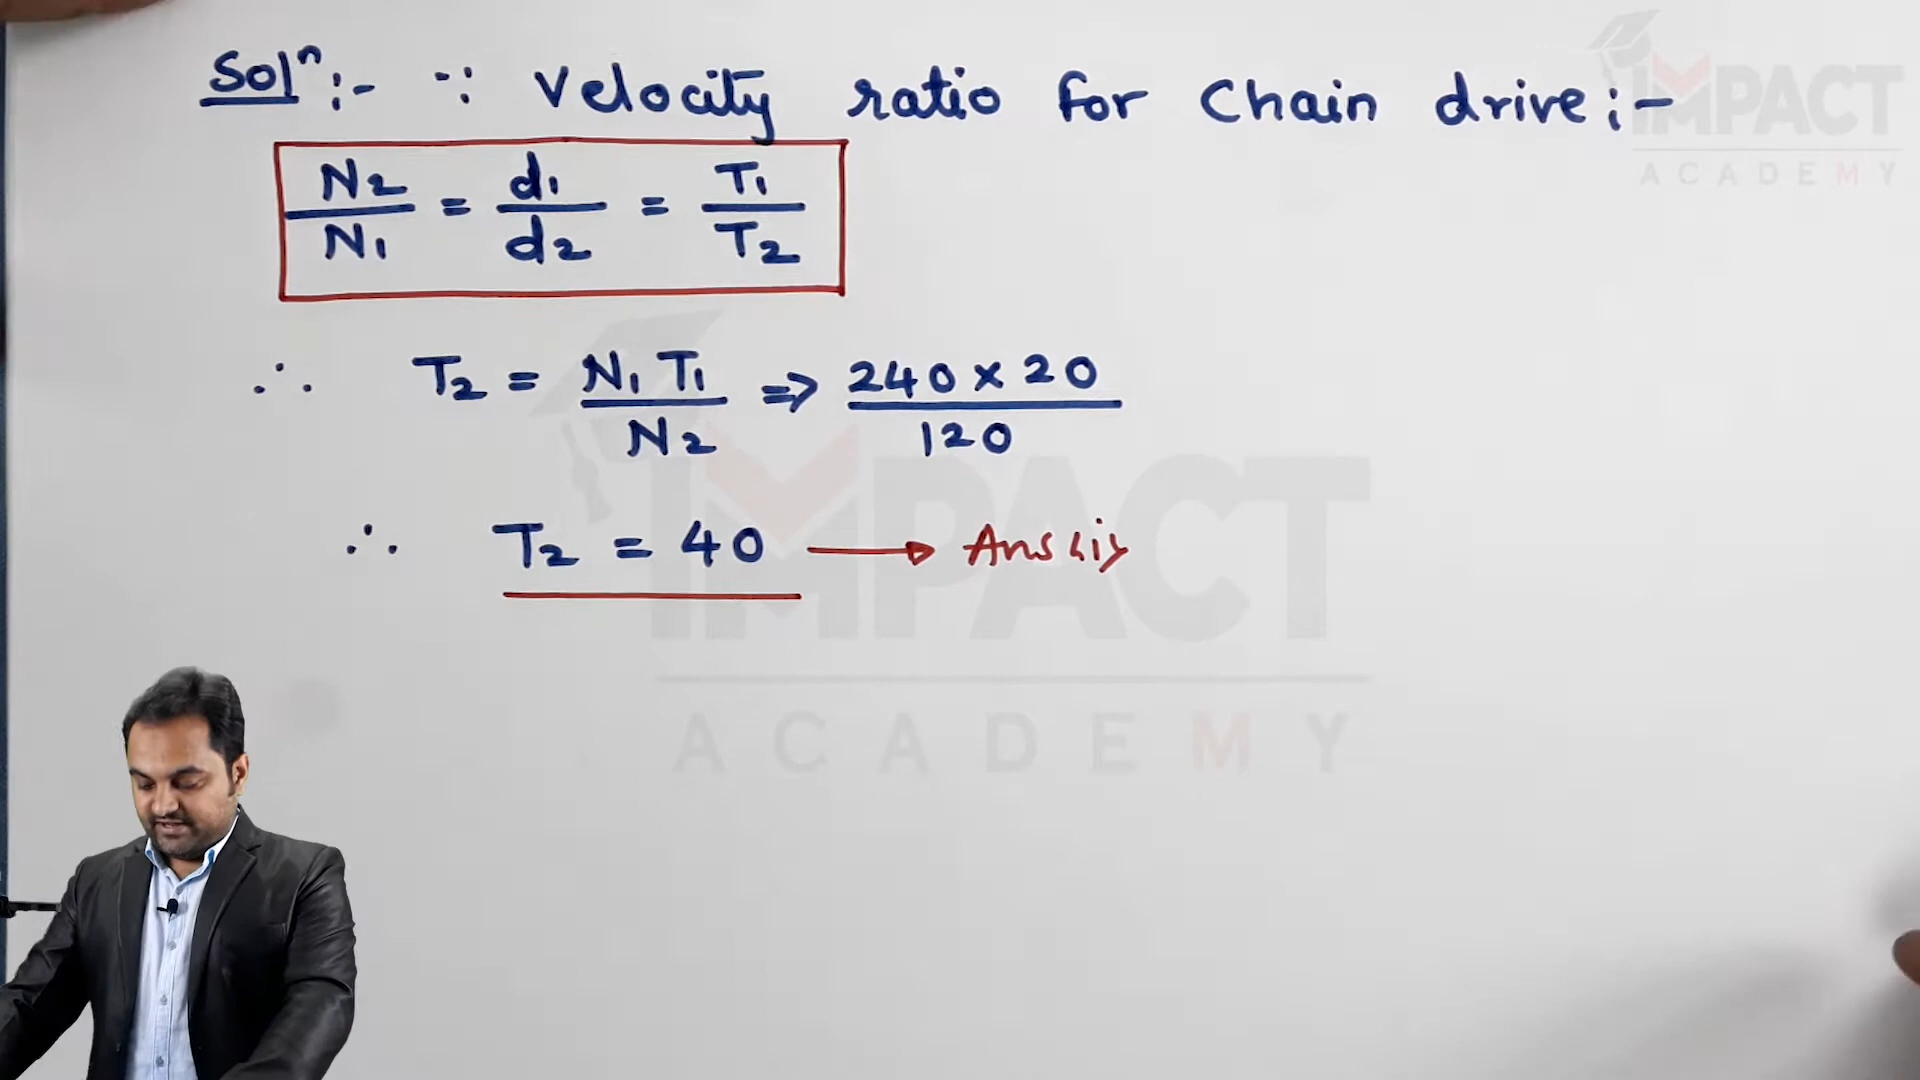 Solⁿ :- ∵ Velocity ratio for Chain drive :-
N2/N1 = d1/d2 = T1/T2
∴ T2 = N1 T1/N2 => 240 x 20/120
∴ T2 = 40 → 
IMPACT
ACADEMY
IMPACT
ACADEMY